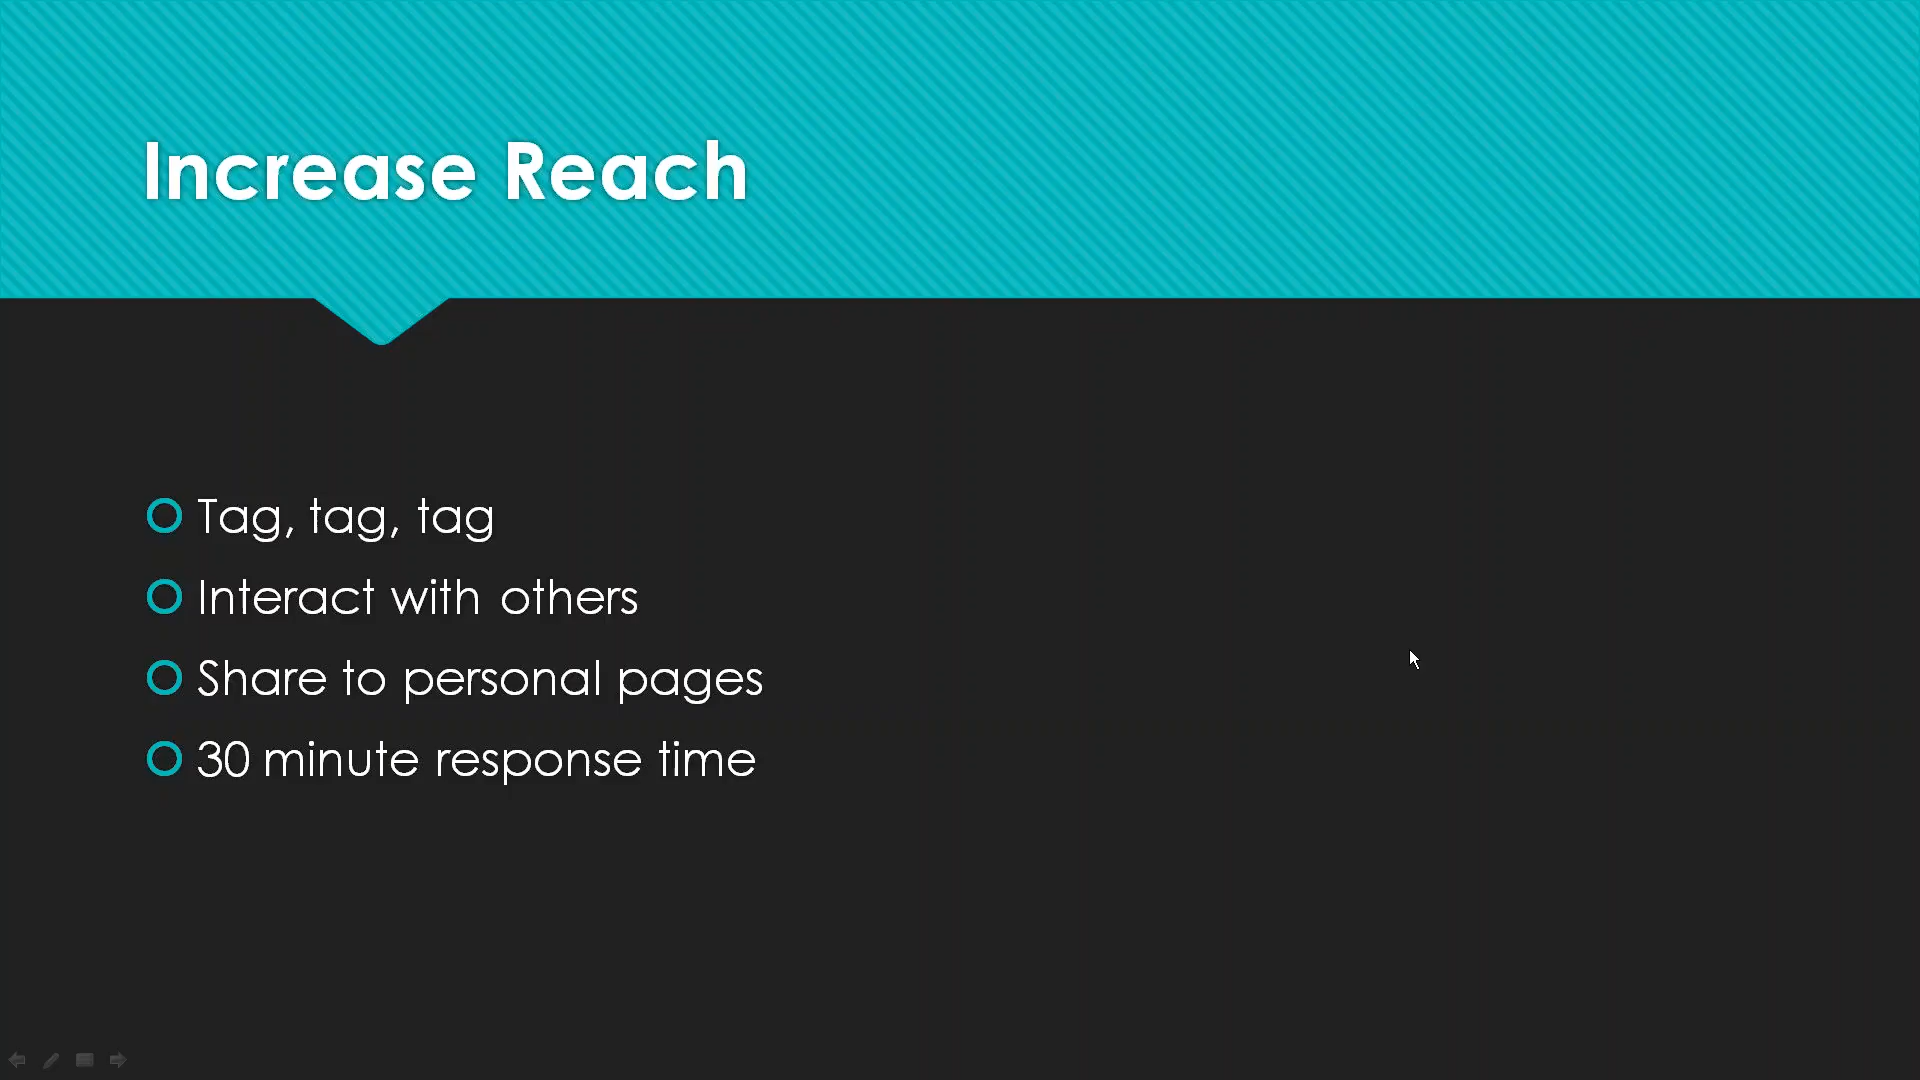 Increase Reach
Tag, tag, tag
Interact with others
Share to personal pages
30 minute response time